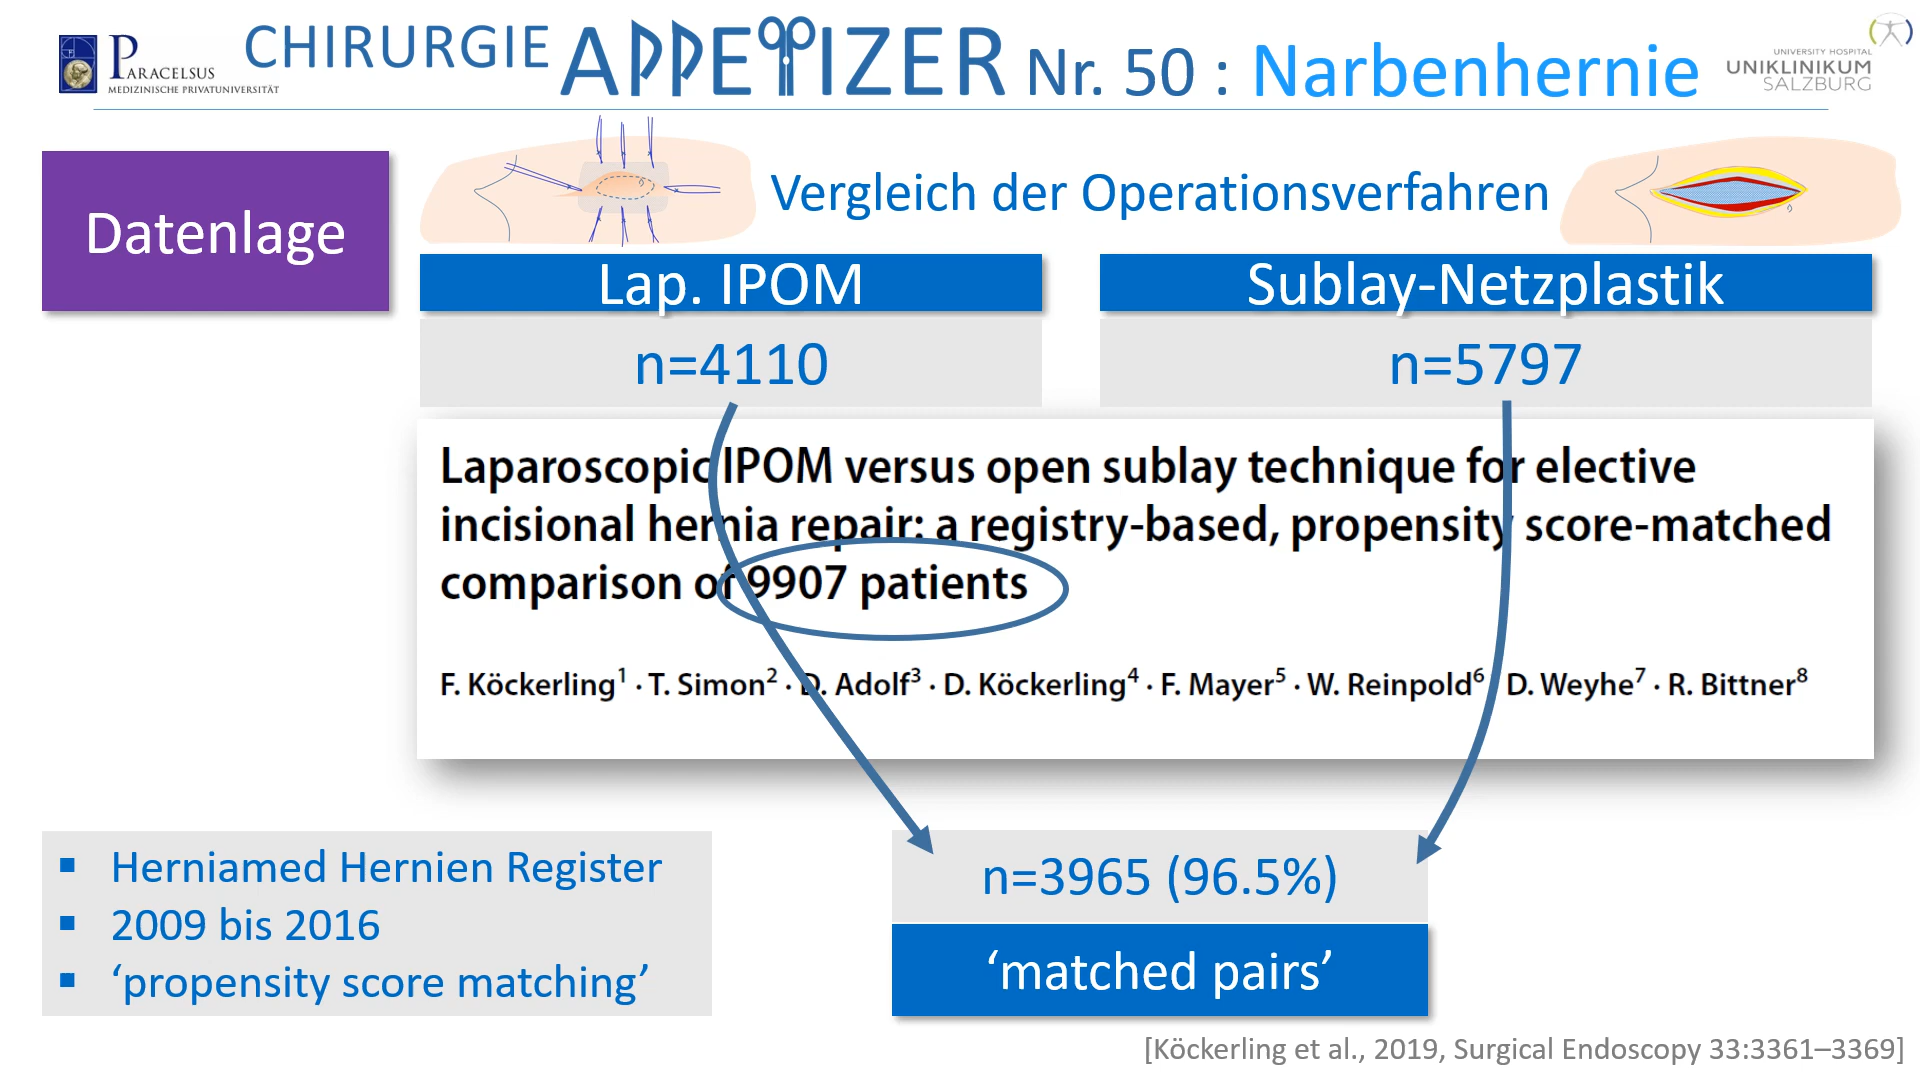 PARACELSUS
MEDIZINISCHE PRIVATUNIVERSITÄT
CHIRURGIE APPETIZER Nr. 50 : Narbenhernie
UNIVERSITY HOSPITAL
UNIKLINIKUM
SALZBURG
Datenlage
Vergleich der Operationsverfahren
Lap. IPOM
Sublay-Netzplastik
n=4110
n=5797
Laparoscopic IPOM versus open sublay technique for elective
incisional hernia repair: a registry-based, propensity score-matched
comparison of 9907 patients
F. Köckerling¹ · T. Simon² · D. Adolf³ · D. Köckerling⁴ · F. Mayer⁵ · W. Reinpold⁶ · D. Weyhe⁷ · R. Bittner⁸
▪ Herniamed Hernien Register
▪ 2009 bis 2016
▪ ‘propensity score matching’
n=3965 (96.5%)
‘matched pairs’
[Köckerling et al., 2019, Surgical Endoscopy 33:3361–3369]